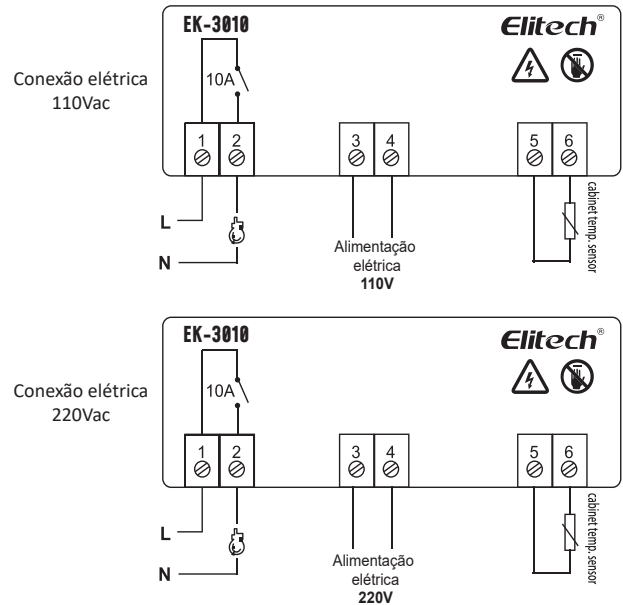 EK-3010
Elitech®
Conexão elétrica
110Vac
10A
1 2 3 4 5 6
L
N
Alimentação
elétrica
110V
cabinet temp. sensor
EK-3010
Elitech®
Conexão elétrica
220Vac
10A
1 2 3 4 5 6
L
N
Alimentação
elétrica
220V
cabinet temp. sensor